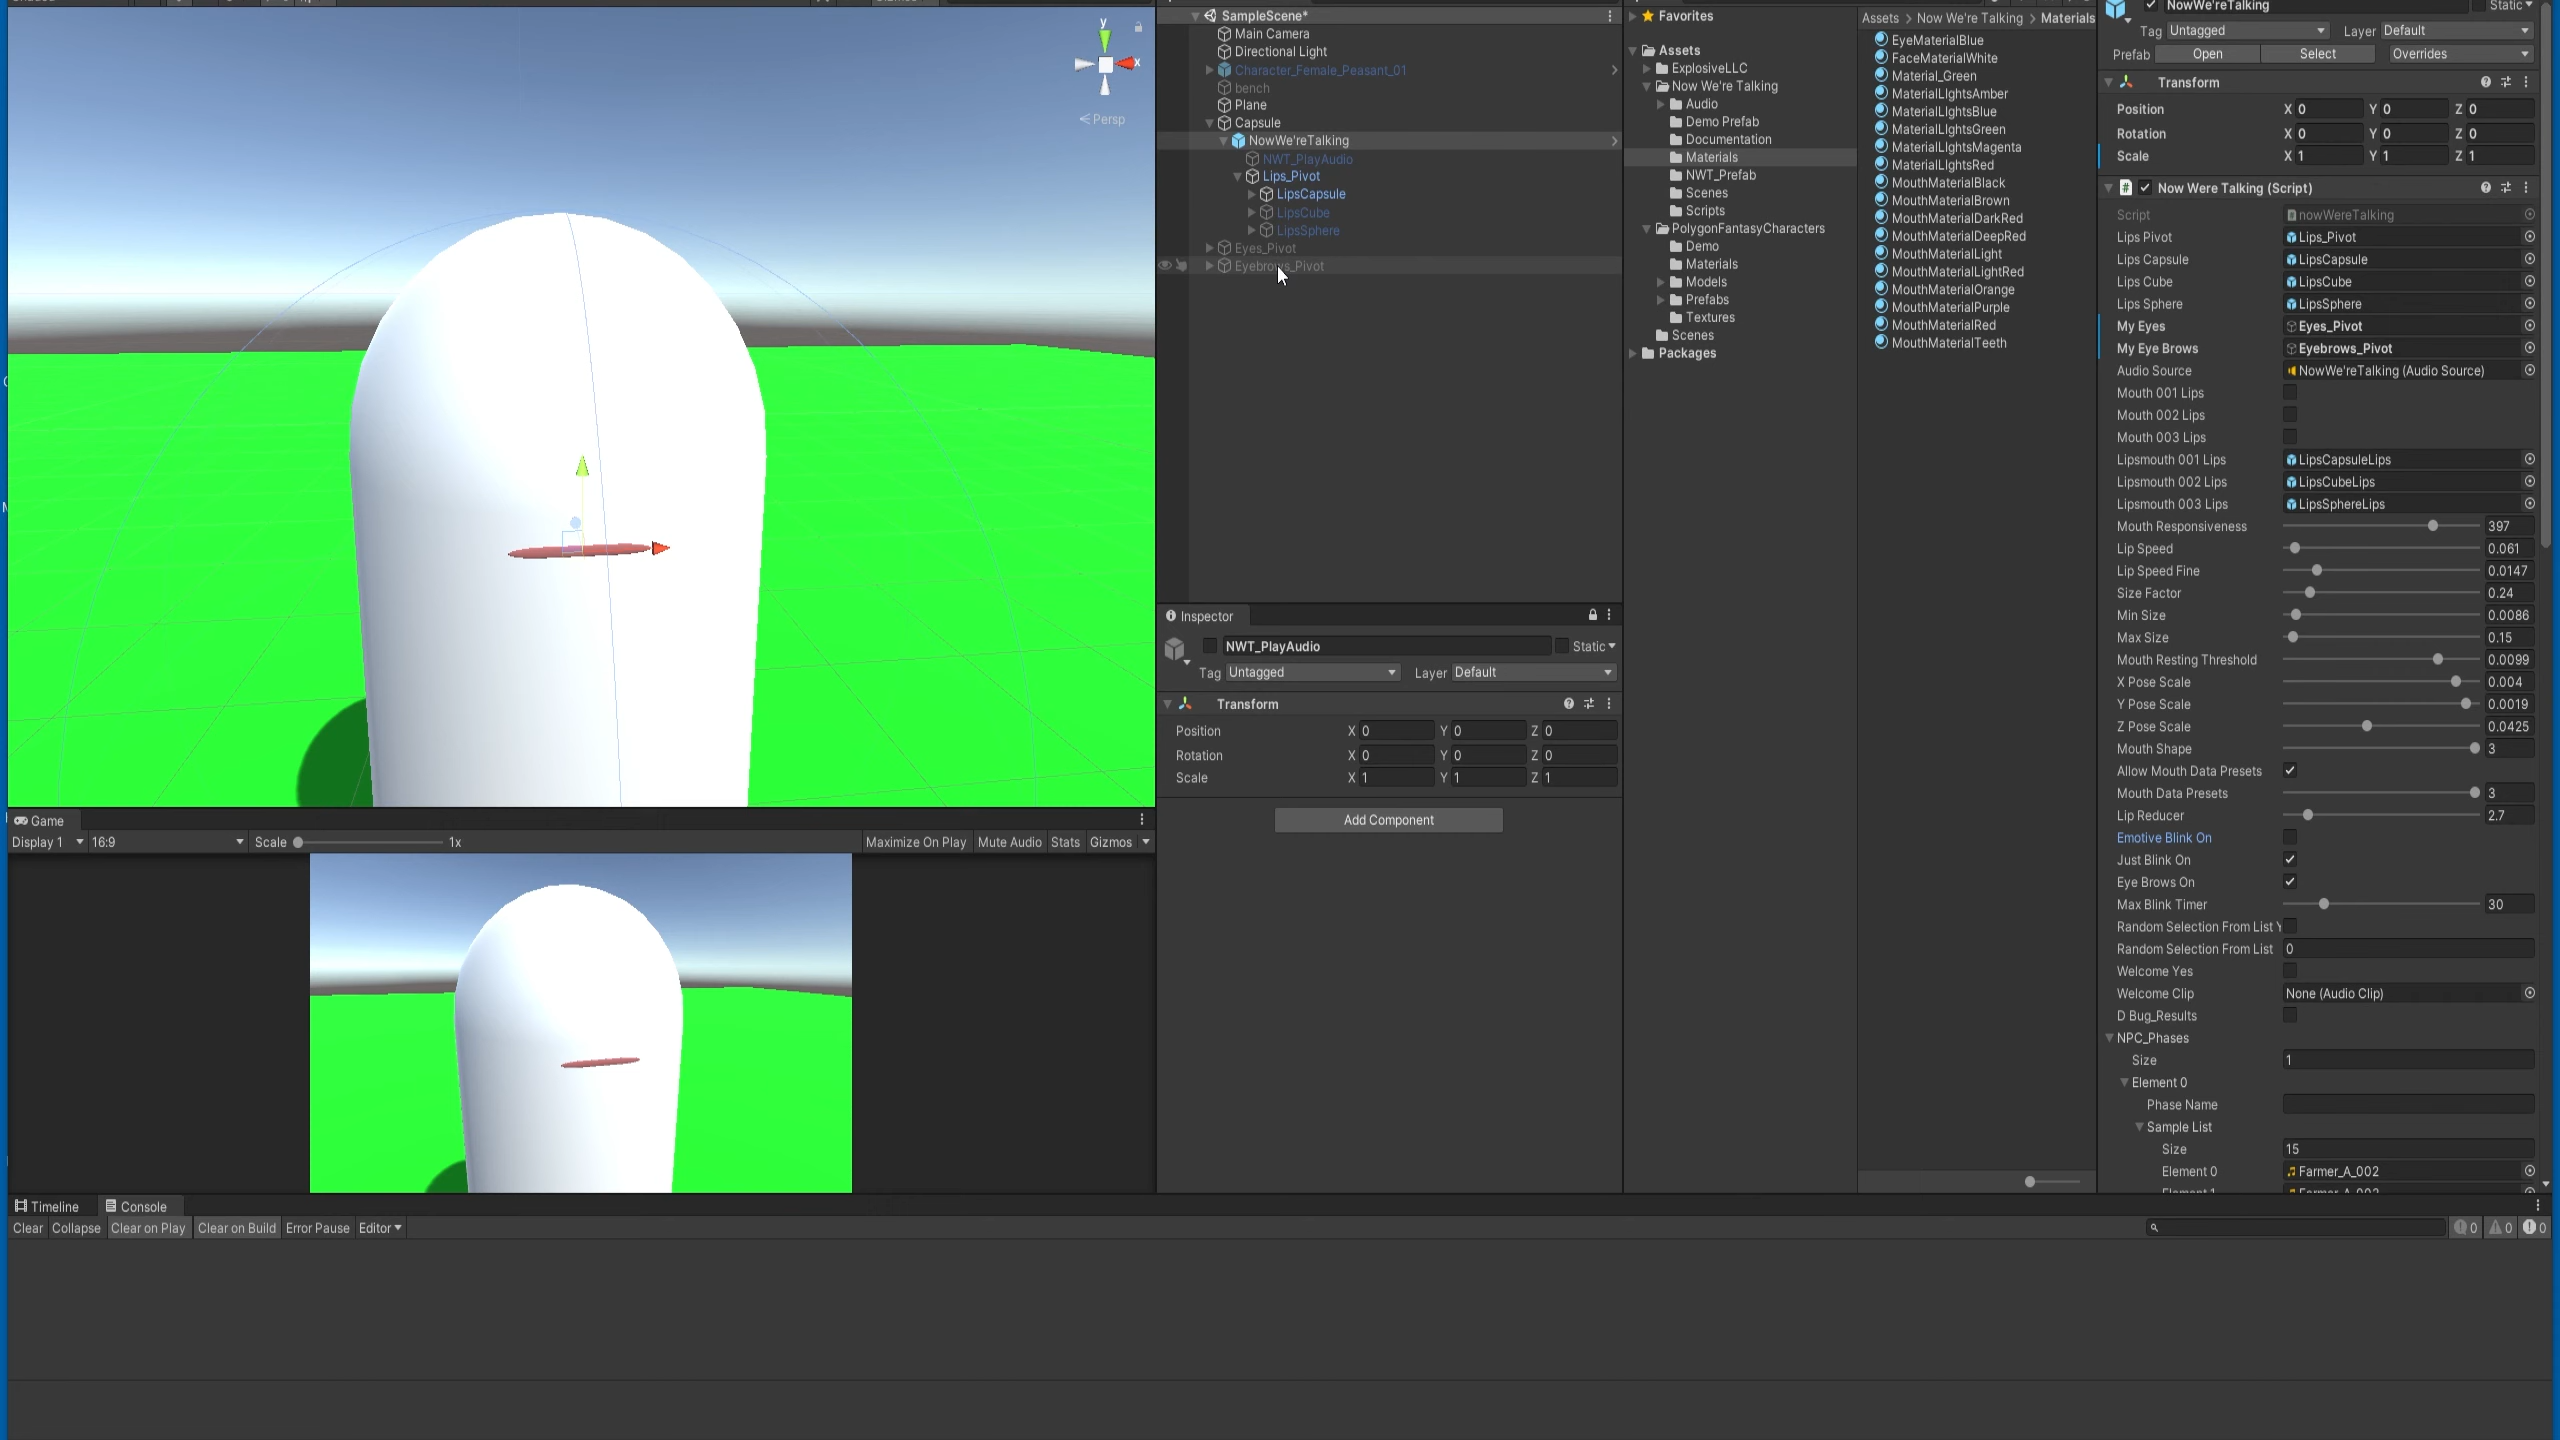 y
x
Persp
Game
Display 1
16:9
Scale
1x
Maximize On Play
Mute Audio
Stats
Gizmos
Timeline
Console
Clear
Collapse
Clear on Play
Clear on Build
Error Pause
Editor
0
0
0
SampleScene*
Main Camera
Directional Light
Character_Female_Peasant_01
bench
Plane
Capsule
NowWe'reTalking
NWT_PlayAudio
Lips_Pivot
LipsCapsule
LipsCube
LipsSphere
Eyes_Pivot
Eyebrows_Pivot
Inspector
NWT_PlayAudio
Static
Tag Untagged Layer Default
Transform
Position X 0 Y 0 Z 0
Rotation X 0 Y 0 Z 0
Scale X 1 Y 1 Z 1
Add Component
Favorites
Assets
ExplosiveLLC
Now We're Talking
Audio
Demo Prefab
Documentation
Materials
NWT_Prefab
Scenes
Scripts
PolygonFantasyCharacters
Demo
Materials
Models
Prefabs
Textures
Scenes
Packages
Assets > Now We're Talking > Materials
EyeMaterialBlue
FaceMaterialWhite
Material_Green
MaterialLIghtsAmber
MaterialLIghtsBlue
MaterialLIghtsGreen
MaterialLIghtsMagenta
MaterialLIghtsRed
MouthMaterialBlack
MouthMaterialBrown
MouthMaterialDarkRed
MouthMaterialDeepRed
MouthMaterialLight
MouthMaterialLightRed
MouthMaterialOrange
MouthMaterialPurple
MouthMaterialRed
MouthMaterialTeeth
NowWe'reTalking
Static
Tag Untagged Layer Default
Prefab Open Select Overrides
Transform
Position X 0 Y 0 Z 0
Rotation X 0 Y 0 Z 0
Scale X 1 Y 1 Z 1
Now Were Talking (Script)
Script nowWereTalking
Lips Pivot Lips_Pivot
Lips Capsule LipsCapsule
Lips Cube LipsCube
Lips Sphere LipsSphere
My Eyes Eyes_Pivot
My Eye Brows Eyebrows_Pivot
Audio Source NowWe'reTalking (Audio Source)
Mouth 001 Lips
Mouth 002 Lips
Mouth 003 Lips
Lipsmouth 001 Lips LipsCapsuleLips
Lipsmouth 002 Lips LipsCubeLips
Lipsmouth 003 Lips LipsSphereLips
Mouth Responsiveness 397
Lip Speed 0.061
Lip Speed Fine 0.0147
Size Factor 0.24
Min Size 0.0086
Max Size 0.15
Mouth Resting Threshold 0.0099
X Pose Scale 0.004
Y Pose Scale 0.0019
Z Pose Scale 0.0425
Mouth Shape 3
Allow Mouth Data Presets
Mouth Data Presets 3
Lip Reducer 2.7
Emotive Blink On
Just Blink On
Eye Brows On
Max Blink Timer 30
Random Selection From List Y
Random Selection From List 0
Welcome Yes
Welcome Clip None (Audio Clip)
D Bug_Results
NPC_Phases
Size 1
Element 0
Phase Name
Sample List
Size 15
Element 0 Farmer_A_002